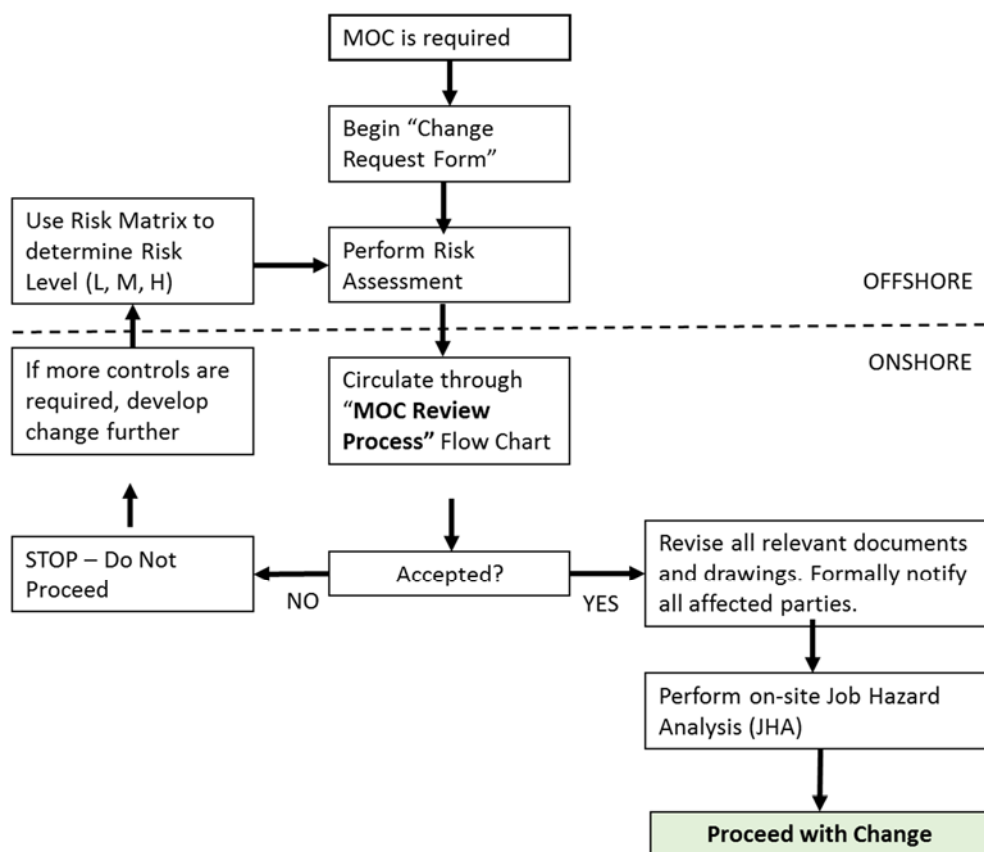 MOC is required
Begin “Change
Request Form”
Use Risk Matrix to
determine Risk
Level (L, M, H)
Perform Risk
Assessment
OFFSHORE
ONSHORE
If more controls are
required, develop
change further
Circulate through
“MOC Review
Process” Flow Chart
STOP – Do Not
Proceed
NO
Accepted?
YES
Revise all relevant documents
and drawings. Formally notify
all affected parties.
Perform on-site Job Hazard
Analysis (JHA)
Proceed with Change